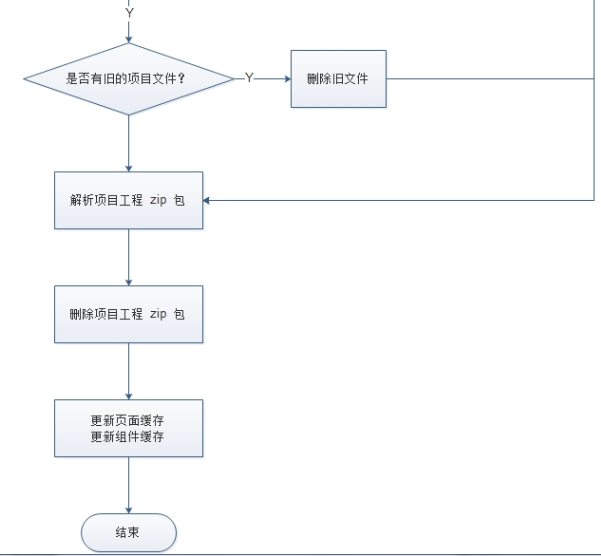 Y
是否有旧的项目文件?
Y
删除旧文件
解析项目工程 zip 包
删除项目工程 zip 包
更新页面缓存
更新组件缓存
结束